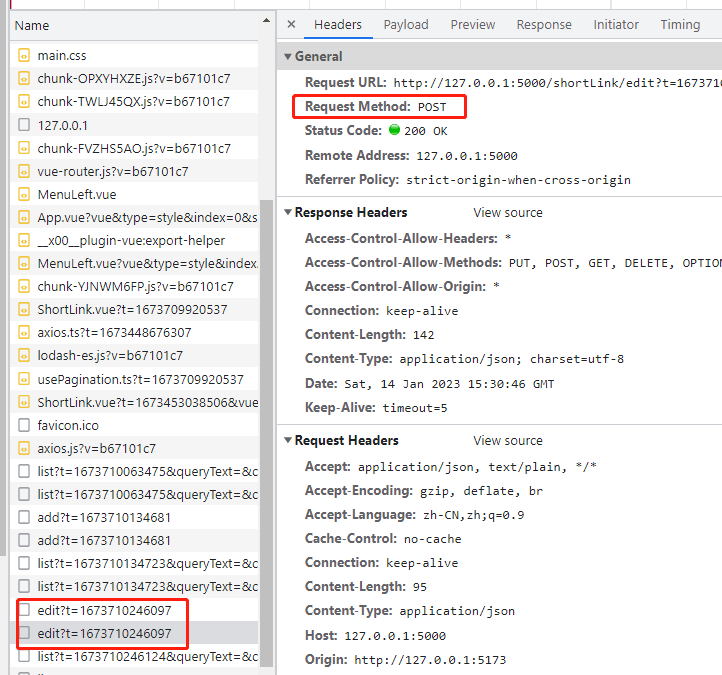 Name
main.css
chunk-OPXYHXZE.js?v=b67101c7
chunk-TWLJ45QX.js?v=b67101c7
127.0.0.1
chunk-FVZHS5AO.js?v=b67101c7
vue-router.js?v=b67101c7
MenuLeft.vue
App.vue?vue&type=style&index=0&s
__x00__plugin-vue:export-helper
MenuLeft.vue?vue&type=style&index.
chunk-YJNWM6FP.js?v=b67101c7
ShortLink.vue?t=1673709920537
axios.ts?t=1673448676307
lodash-es.js?v=b67101c7
usePagination.ts?t=1673709920537
ShortLink.vue?t=1673453038506&vue
favicon.ico
axios.js?v=b67101c7
list?t=1673710063475&queryText=&c
list?t=1673710063475&queryText=&c
add?t=1673710134681
add?t=1673710134681
list?t=1673710134723&queryText=&c
list?t=1673710134723&queryText=&c
edit?t=1673710246097
edit?t=1673710246097
list?t=1673710246124&queryText=&c
× Headers Payload Preview Response Initiator Timing
General
Request URL: http://127.0.0.1:5000/shortLink/edit?t=167371
Request Method: POST
Status Code: 200 OK
Remote Address: 127.0.0.1:5000
Referrer Policy: strict-origin-when-cross-origin
Response Headers View source
Access-Control-Allow-Headers: *
Access-Control-Allow-Methods: PUT, POST, GET, DELETE, OPTION
Access-Control-Allow-Origin: *
Connection: keep-alive
Content-Length: 142
Content-Type: application/json; charset=utf-8
Date: Sat, 14 Jan 2023 15:30:46 GMT
Keep-Alive: timeout=5
Request Headers View source
Accept: application/json, text/plain, */*
Accept-Encoding: gzip, deflate, br
Accept-Language: zh-CN,zh;q=0.9
Cache-Control: no-cache
Connection: keep-alive
Content-Length: 95
Content-Type: application/json
Host: 127.0.0.1:5000
Origin: http://127.0.0.1:5173